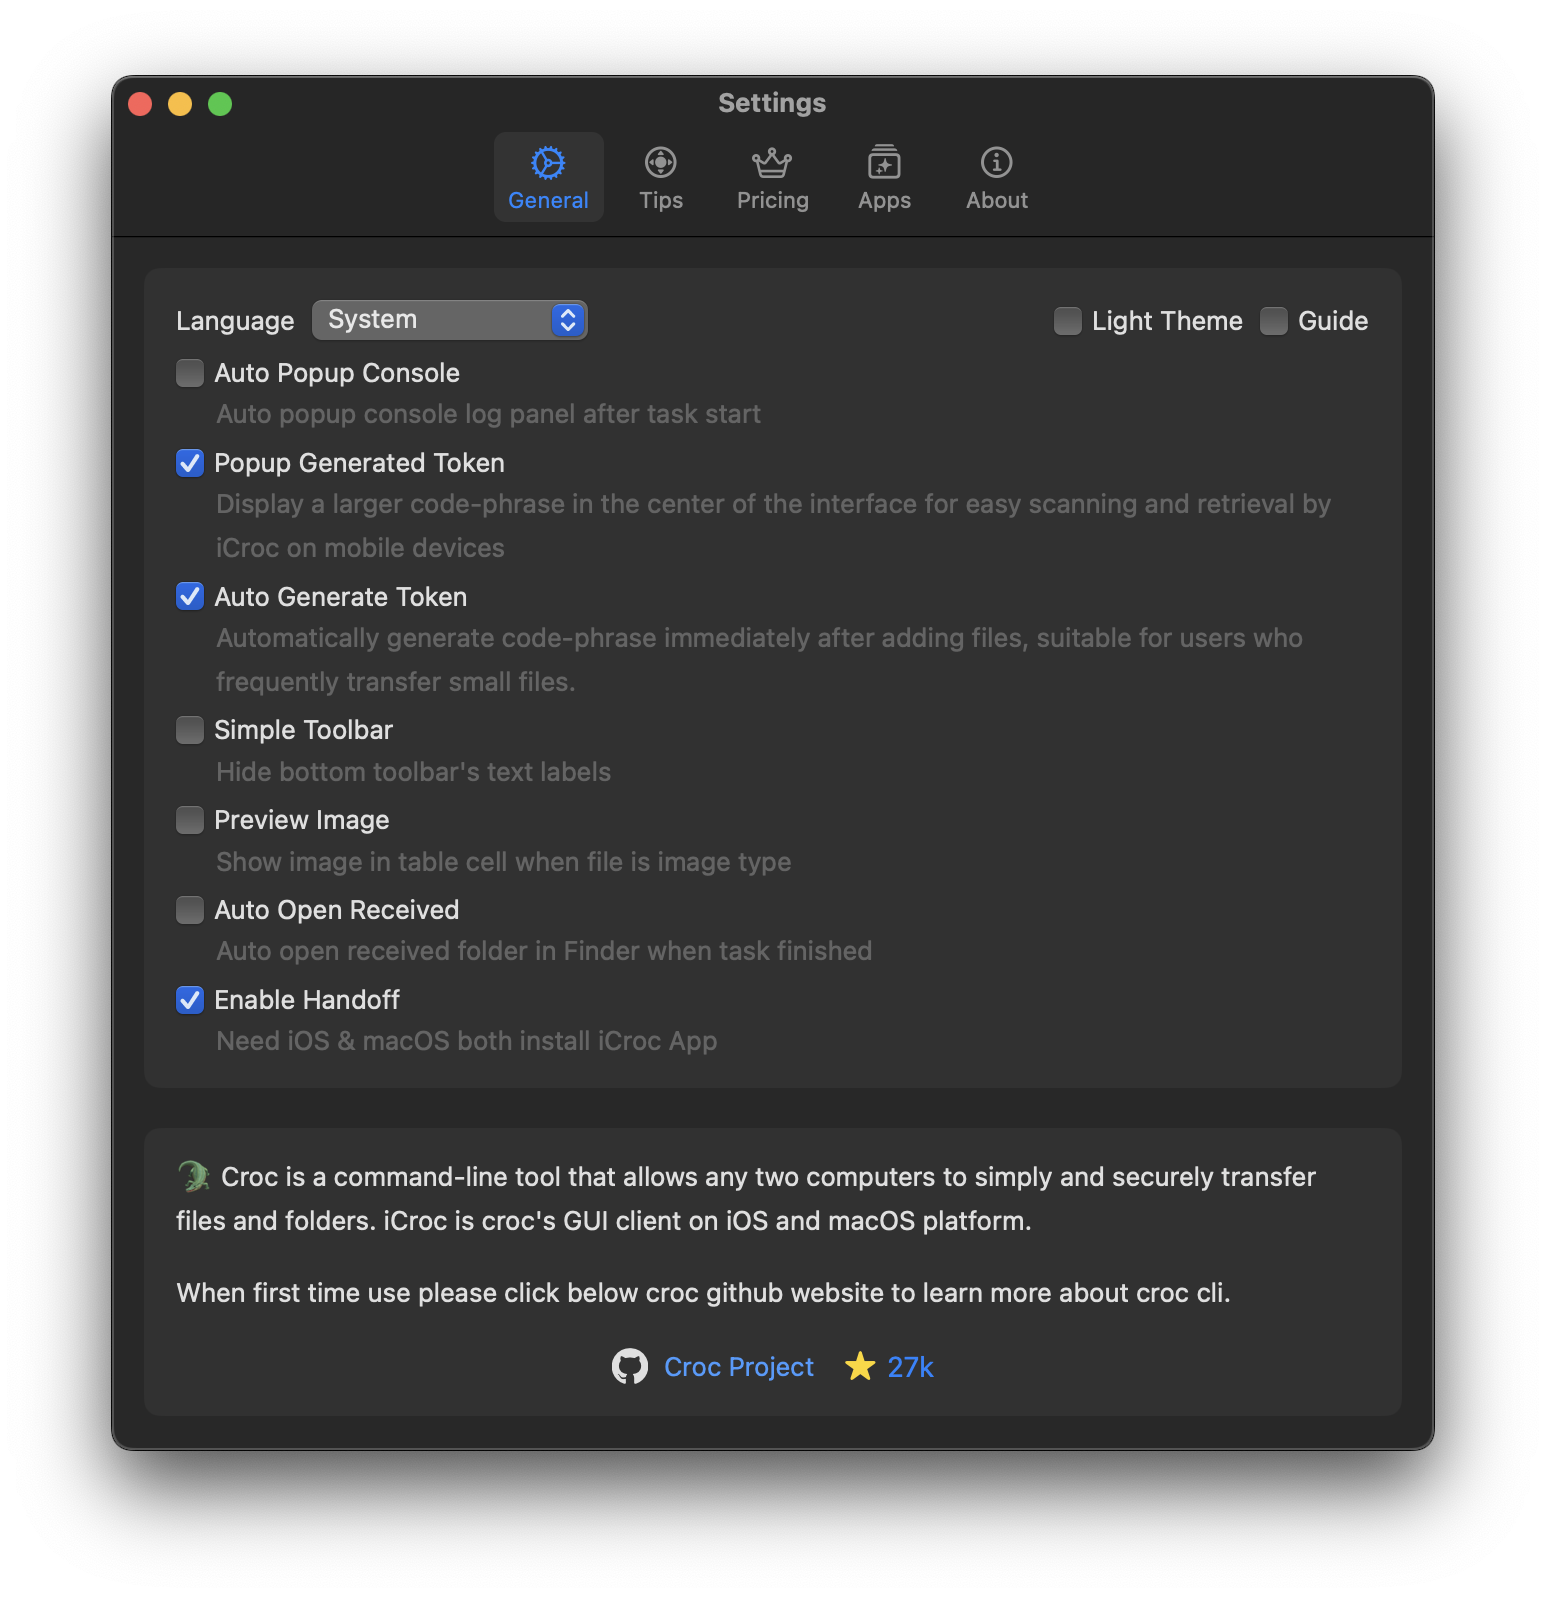 Settings
General
Tips
Pricing
Apps
About
Language
System
Light Theme
Guide
Auto Popup Console
Auto popup console log panel after task start
Popup Generated Token
Display a larger code-phrase in the center of the interface for easy scanning and retrieval by
iCroc on mobile devices
Auto Generate Token
Automatically generate code-phrase immediately after adding files, suitable for users who
frequently transfer small files.
Simple Toolbar
Hide bottom toolbar's text labels
Preview Image
Show image in table cell when file is image type
Auto Open Received
Auto open received folder in Finder when task finished
Enable Handoff
Need iOS & macOS both install iCroc App
🐊 Croc is a command-line tool that allows any two computers to simply and securely transfer
files and folders. iCroc is croc's GUI client on iOS and macOS platform.
When first time use please click below croc github website to learn more about croc cli.
Croc Project ⭐ 27k